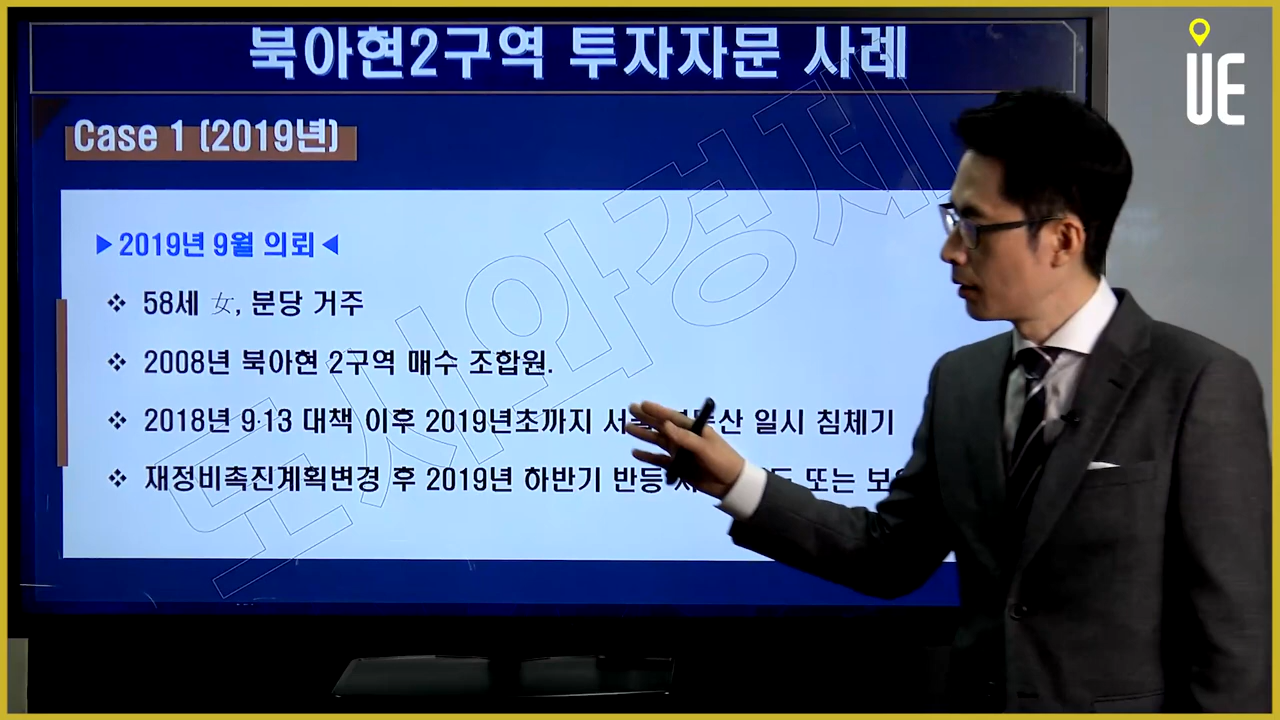 북아현2구역 투자자문 사례
UE
Case 1 (2019년)
▶2019년 9월 의뢰◀
❖ 58세 女, 분당 거주
❖ 2008년 북아현 2구역 매수 조합원.
❖ 2018년 9·13 대책 이후 2019년초까지 일시 침체기
❖ 재정비촉진계획변경 후 2019년 하반기 반등 또는
도시와경제